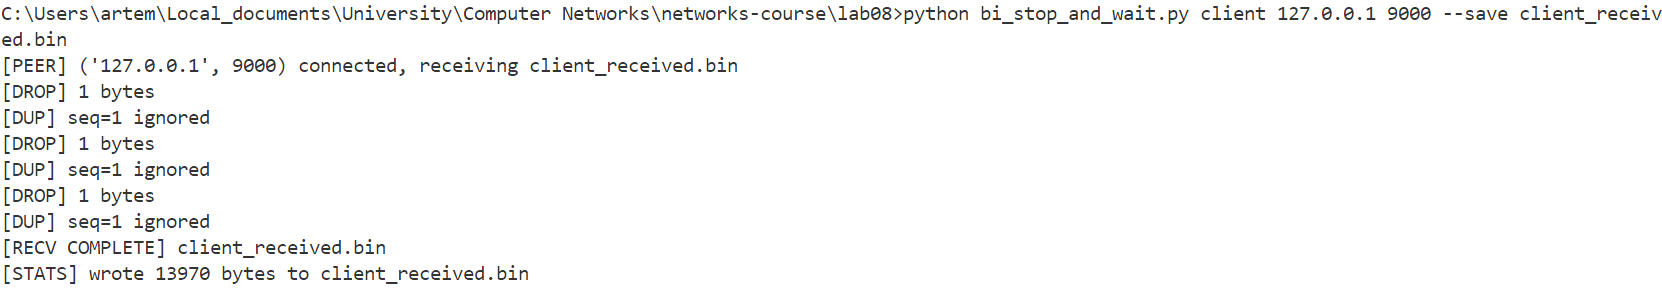 C:\Users\artem\Local_documents\University\Computer Networks\networks-course\lab08>python bi_stop_and_wait.py client 127.0.0.1 9000 --save client_receiv
ed.bin
[PEER] ('127.0.0.1', 9000) connected, receiving client_received.bin
[DROP] 1 bytes
[DUP] seq=1 ignored
[DROP] 1 bytes
[DUP] seq=1 ignored
[DROP] 1 bytes
[DUP] seq=1 ignored
[RECV COMPLETE] client_received.bin
[STATS] wrote 13970 bytes to client_received.bin